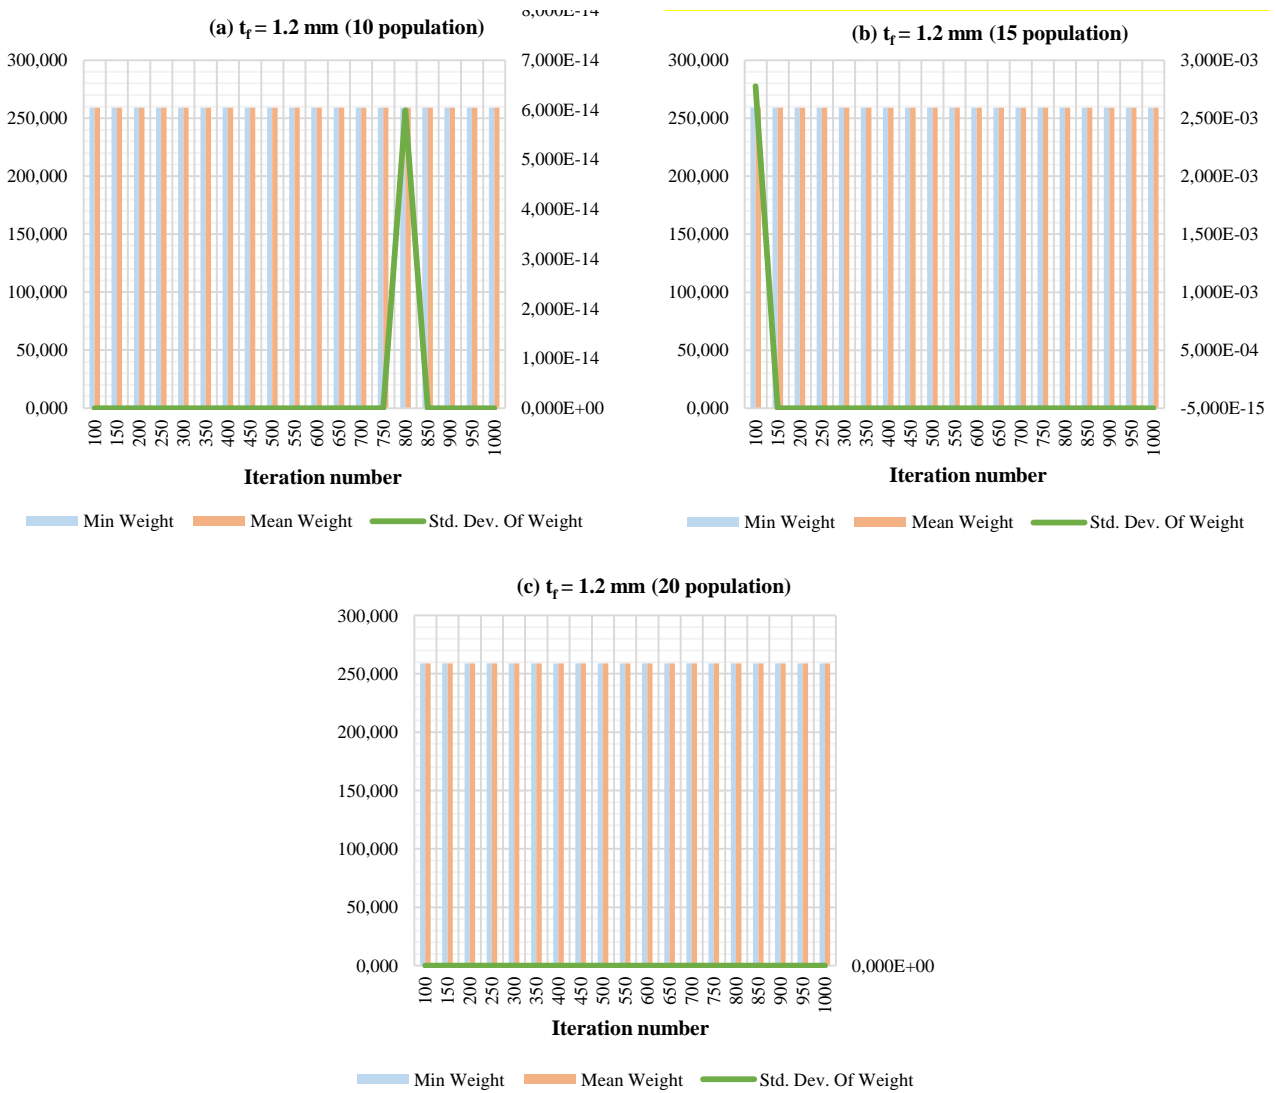 8,000E-14
(a) tf = 1.2 mm (10 population)
300,000
250,000
200,000
150,000
100,000
50,000
0,000
7,000E-14
6,000E-14
5,000E-14
4,000E-14
3,000E-14
2,000E-14
1,000E-14
0,000E+00
100 150 200 250 300 350 400 450 500 550 600 650 700 750 800 850 900 950 1000
Iteration number
Min Weight Mean Weight Std. Dev. Of Weight
(b) tf = 1.2 mm (15 population)
300,000
250,000
200,000
150,000
100,000
50,000
0,000
3,000E-03
2,500E-03
2,000E-03
1,500E-03
1,000E-03
5,000E-04
-5,000E-15
100 150 200 250 300 350 400 450 500 550 600 650 700 750 800 850 900 950 1000
Iteration number
Min Weight Mean Weight Std. Dev. Of Weight
(c) tf = 1.2 mm (20 population)
300,000
250,000
200,000
150,000
100,000
50,000
0,000
0,000E+00
100 150 200 250 300 350 400 450 500 550 600 650 700 750 800 850 900 950 1000
Iteration number
Min Weight Mean Weight Std. Dev. Of Weight